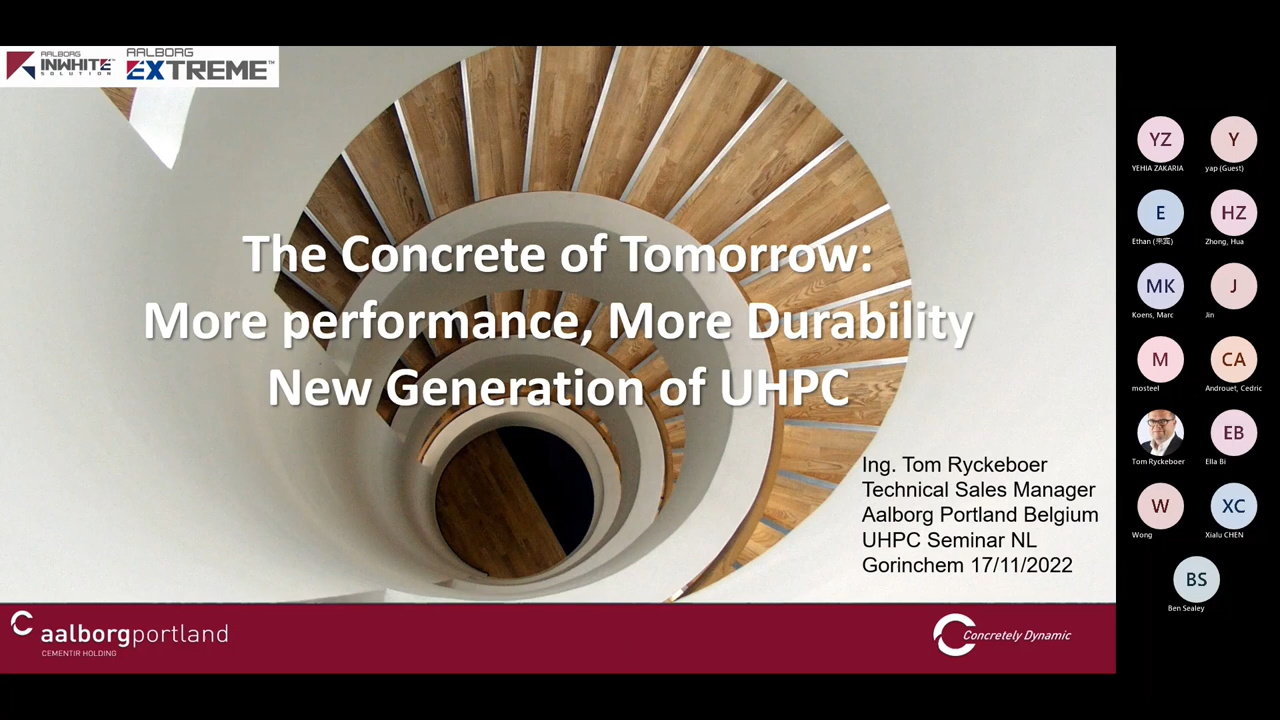 AALBORG
INWHITE
SOLUTION
AALBORG
EXTREME™
The Concrete of Tomorrow:
More performance, More Durability
New Generation of UHPC
Ing. Tom Ryckeboer
Technical Sales Manager
Aalborg Portland Belgium
UHPC Seminar NL
Gorinchem 17/11/2022
aalborgportland
CEMENTIR HOLDING
Concretely Dynamic
YZ
YEHIA ZAKARIA
Y
yap (Guest)
E
Ethan
HZ
Zhong, Hua
MK
Koens, Marc
J
Jin
M
mosteel
CA
Androuet, Cedric
Tom Ryckeboer
EB
Ella Bi
W
Wong
XC
Xialu CHEN
BS
Ben Sealey